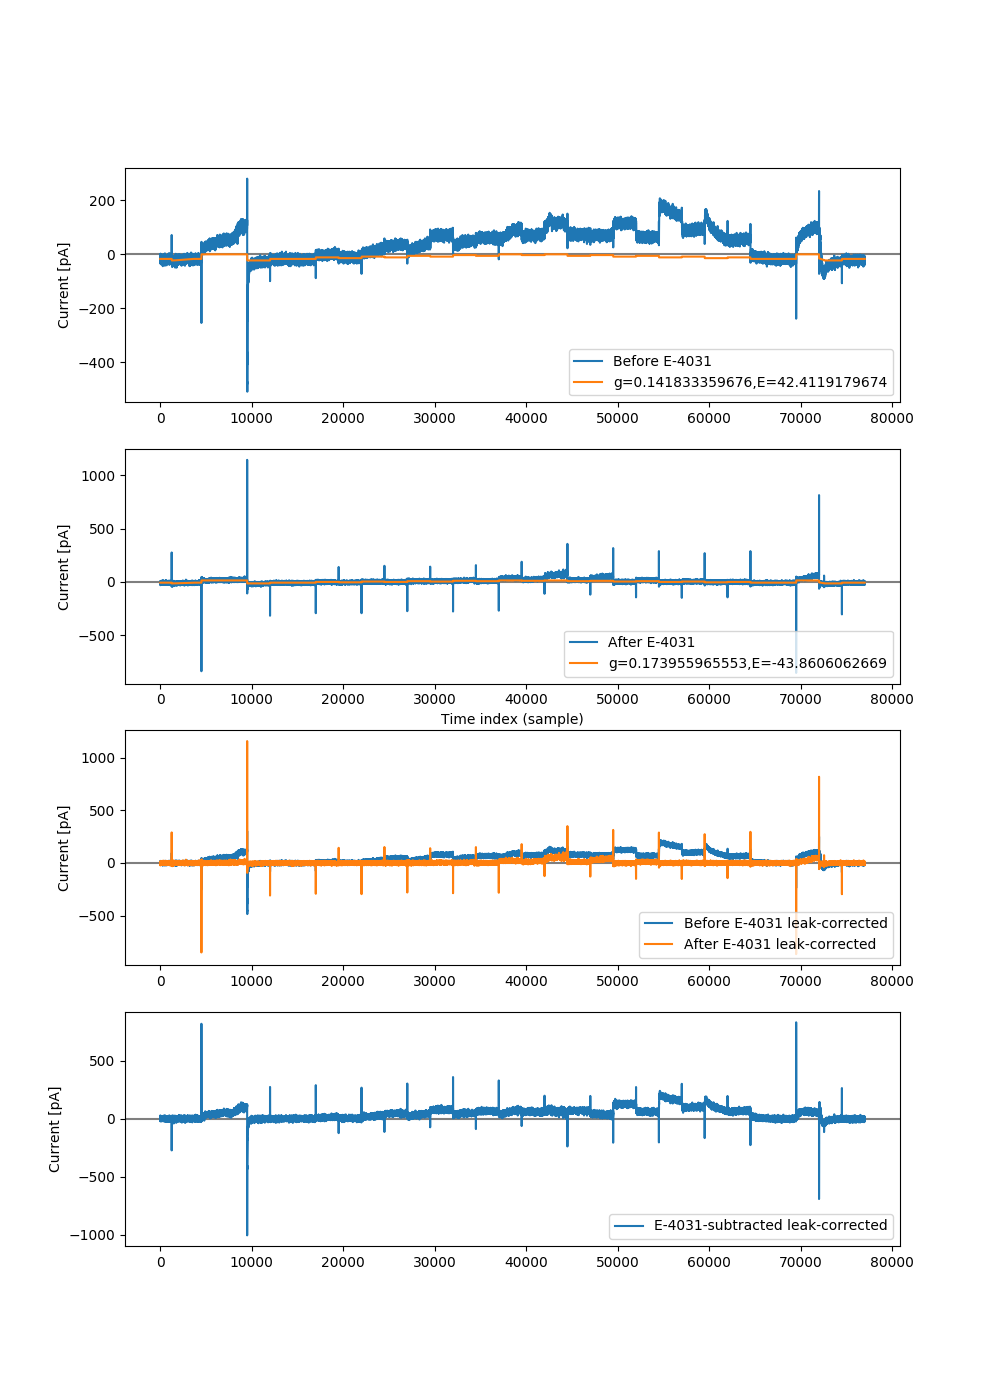 200
0
−200
−400
Current [pA]
Before E-4031
g=0.141833359676,E=42.4119179674
0 10000 20000 30000 40000 50000 60000 70000 80000
1000
500
0
−500
Current [pA]
After E-4031
g=0.173955965553,E=-43.8606062669
0 10000 20000 30000 40000 50000 60000 70000 80000
Time index (sample)
1000
500
0
−500
Current [pA]
Before E-4031 leak-corrected
After E-4031 leak-corrected
0 10000 20000 30000 40000 50000 60000 70000 80000
500
0
−500
−1000
Current [pA]
E-4031-subtracted leak-corrected
0 10000 20000 30000 40000 50000 60000 70000 80000